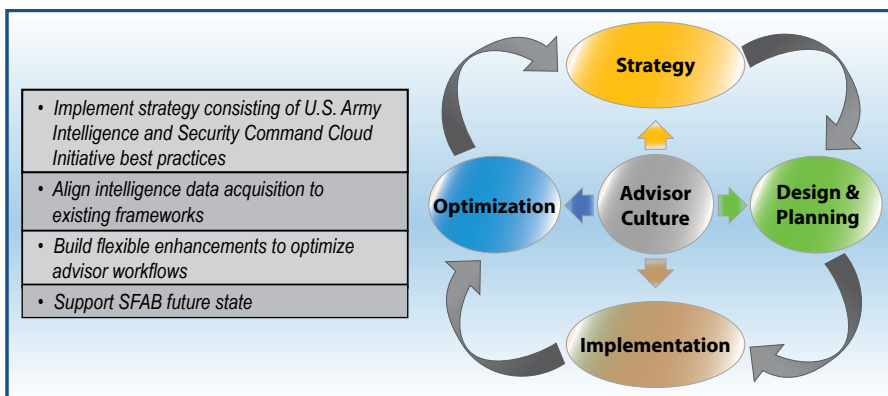 • Implement strategy consisting of U.S. Army
Intelligence and Security Command Cloud
Initiative best practices
• Align intelligence data acquisition to
existing frameworks
• Build flexible enhancements to optimize
advisor workflows
• Support SFAB future state
Strategy
Optimization
Advisor
Culture
Design &
Planning
Implementation